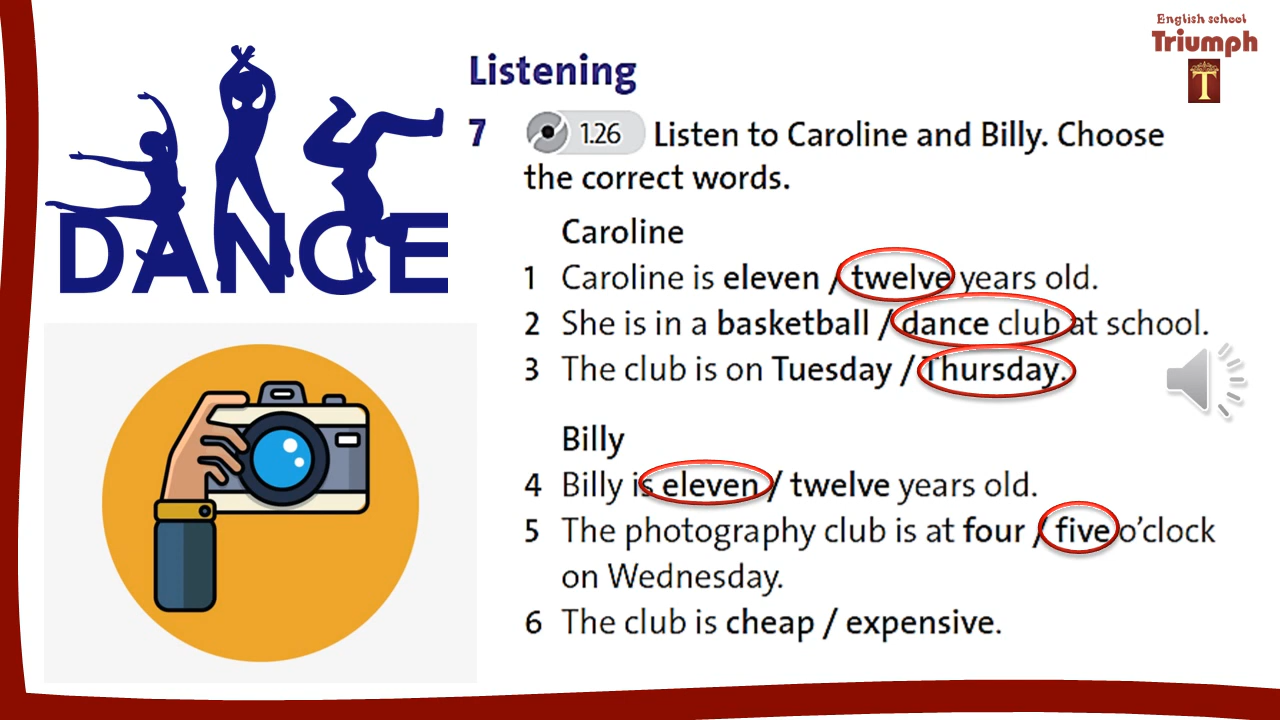 English school
Triumph
T
DANCE
Listening
7 1.26 Listen to Caroline and Billy. Choose
the correct words.
Caroline
1 Caroline is eleven / twelve years old.
2 She is in a basketball / dance club at school.
3 The club is on Tuesday / Thursday.
Billy
4 Billy is eleven / twelve years old.
5 The photography club is at four / five o’clock
on Wednesday.
6 The club is cheap / expensive.